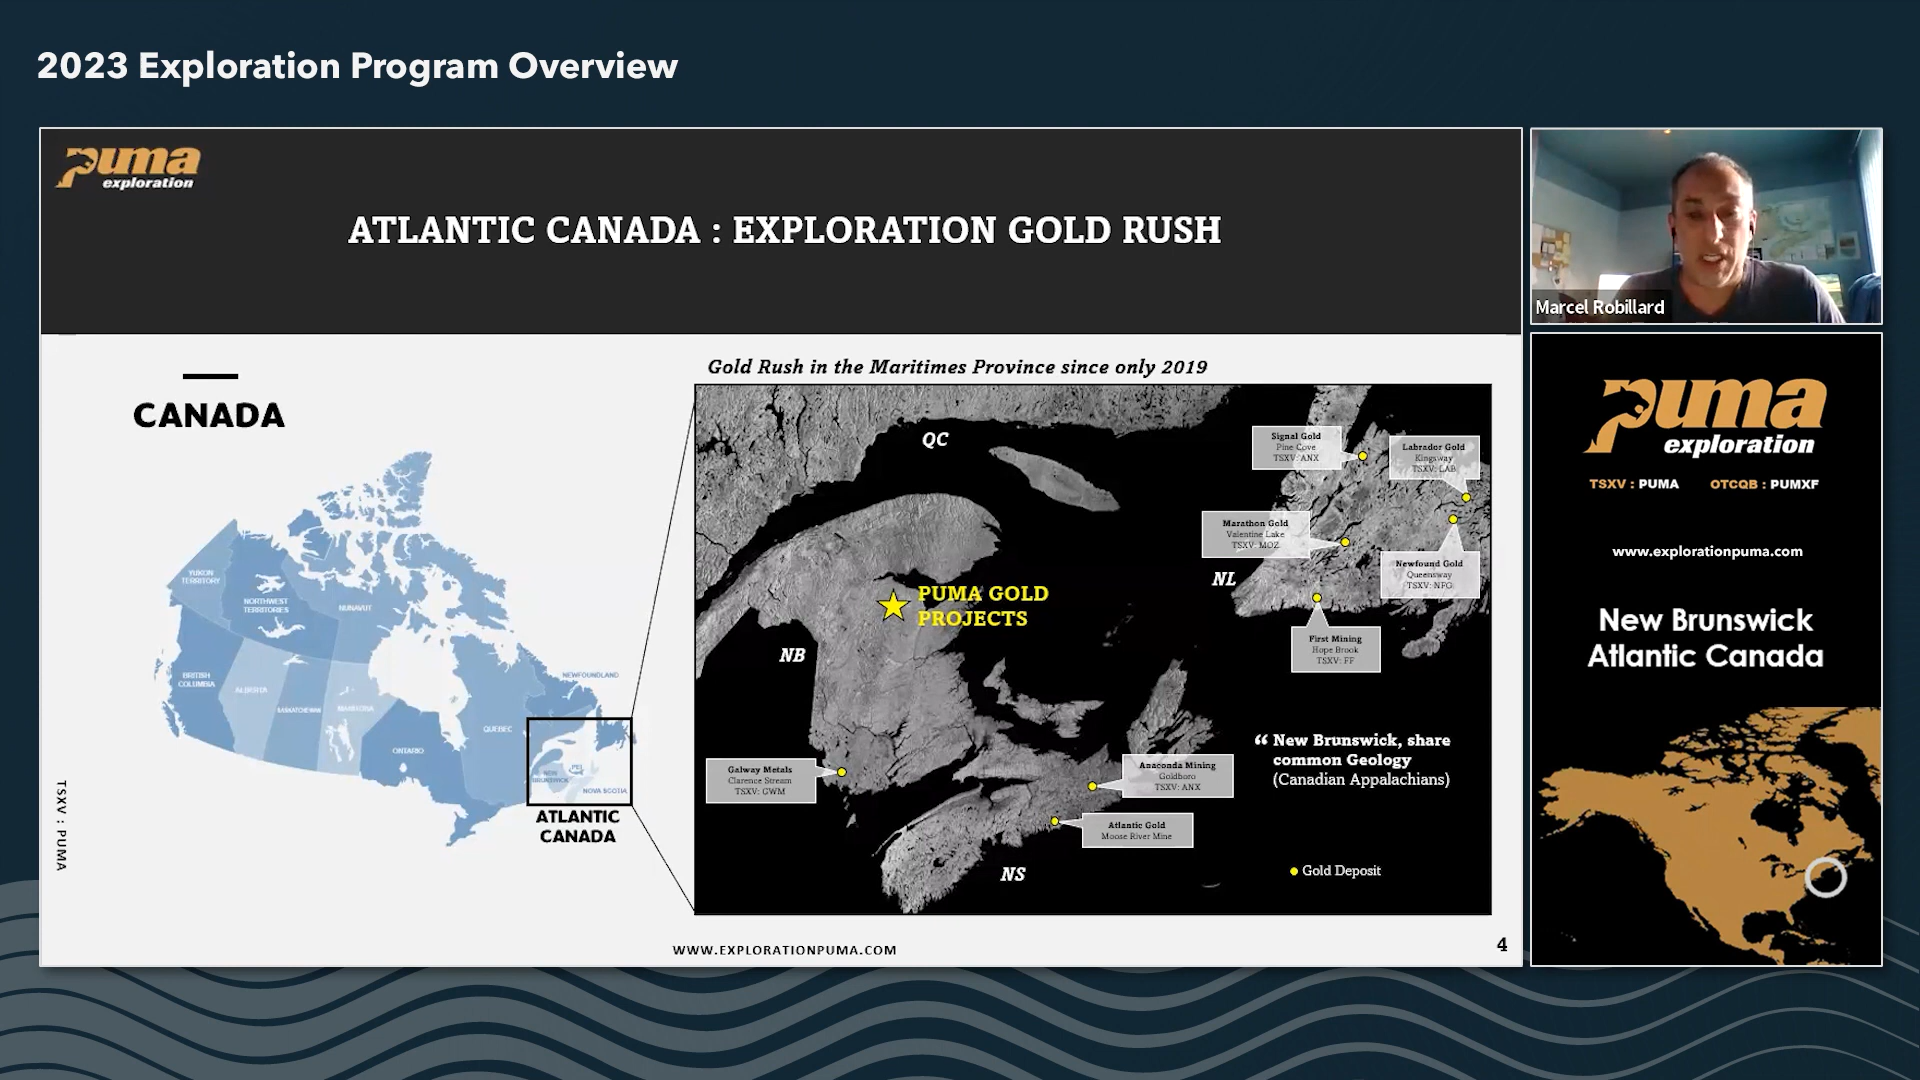 2023 Exploration Program Overview
puma
exploration
ATLANTIC CANADA : EXPLORATION GOLD RUSH
CANADA
YUKON
TERRITORY
NORTHWEST
TERRITORIES
NUNAVUT
BRITISH
COLUMBIA
ALBERTA
SASKATCHEWAN
MANITOBA
ONTARIO
QUEBEC
NEWFOUNDLAND
NEW
BRUNSWICK
PEI
NOVA SCOTIA
ATLANTIC
CANADA
TSXV : PUMA
Gold Rush in the Maritimes Province since only 2019
QC
Signal Gold
Pine Cove
TSXV: ANX
Labrador Gold
Kingsway
TSXV: LAB
Marathon Gold
Valentine Lake
TSXV: MOZ
Newfound Gold
Queensway
TSXV: NFG
NL
First Mining
Hope Brook
TSXV: FF
PUMA GOLD
PROJECTS
NB
Galway Metals
Clarence Stream
TSXV: GWM
Anaconda Mining
Goldboro
TSXV: ANX
Atlantic Gold
Moose River Mine
NS
“ New Brunswick, share
common Geology
(Canadian Appalachians)
Gold Deposit
WWW.EXPLORATIONPUMA.COM
4
Marcel Robillard
puma
exploration
TSXV : PUMA OTCQB : PUMXF
www.explorationpuma.com
New Brunswick
Atlantic Canada